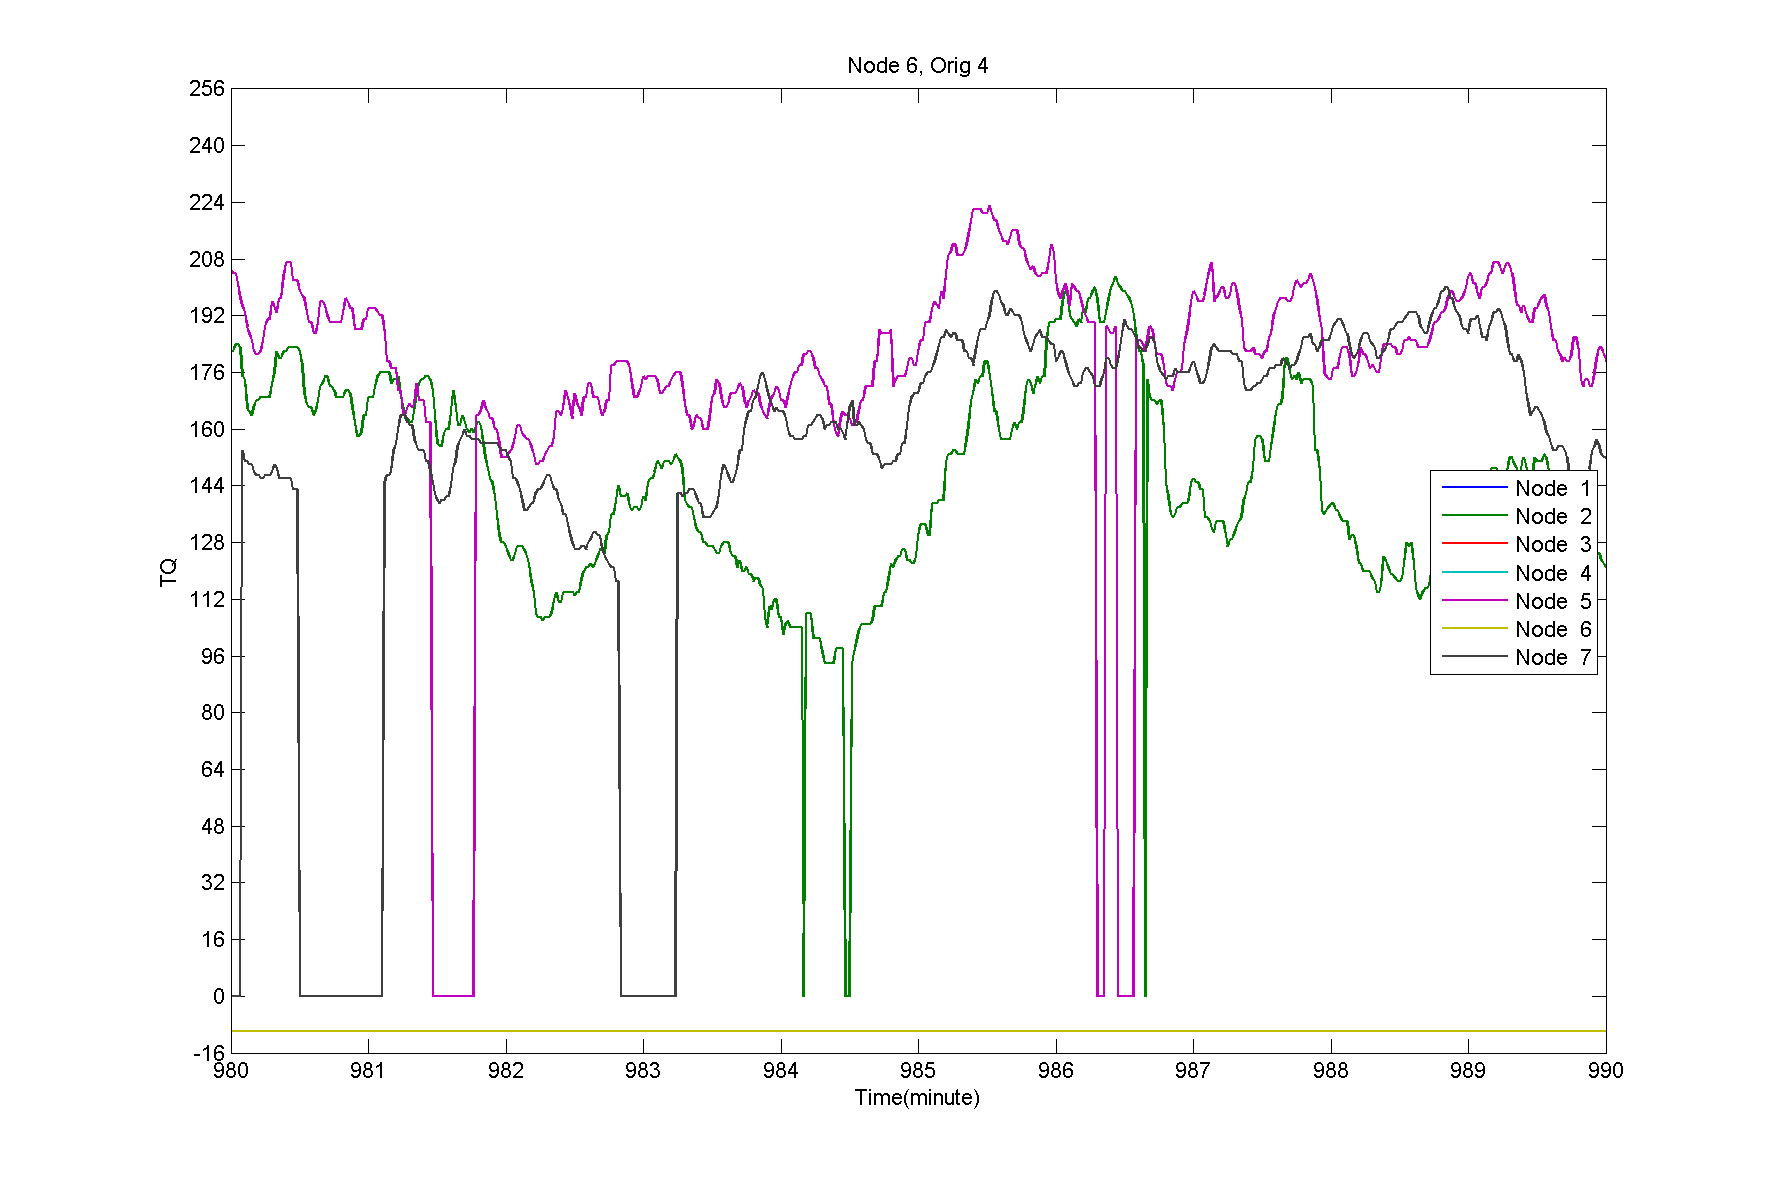 Node 6, Orig 4
256
240
224
208
192
176
160
144
128
112
96
80
64
48
32
16
0
-16
TQ
980 981 982 983 984 985 986 987 988 989 990
Time(minute)
Node 1
Node 2
Node 3
Node 4
Node 5
Node 6
Node 7